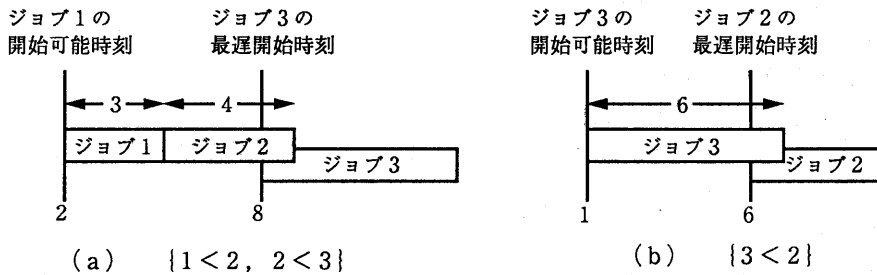 ジョブ1の
開始可能時刻
ジョブ3の
最遅開始時刻
3
4
ジョブ1
ジョブ2
ジョブ3
2
8
(a) {1<2, 2<3}
ジョブ3の
開始可能時刻
ジョブ2の
最遅開始時刻
6
ジョブ3
ジョブ2
1
6
(b) {3<2}